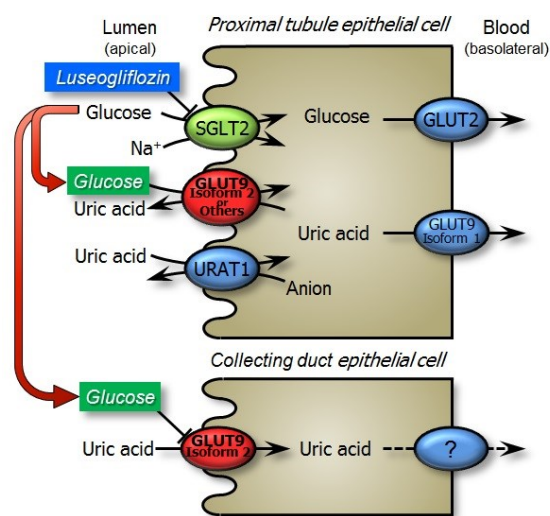 Lumen
(apical)
Proximal tubule epithelial cell
Blood
(basolateral)
Luseogliflozin
Glucose
SGLT2
Na+
Glucose
GLUT2
Glucose
GLUT9
Isoform 2
or
Others
Uric acid
Uric acid
GLUT9
Isoform 1
Uric acid
URAT1
Anion
Collecting duct epithelial cell
Glucose
Uric acid
GLUT9
Isoform 2
Uric acid
?